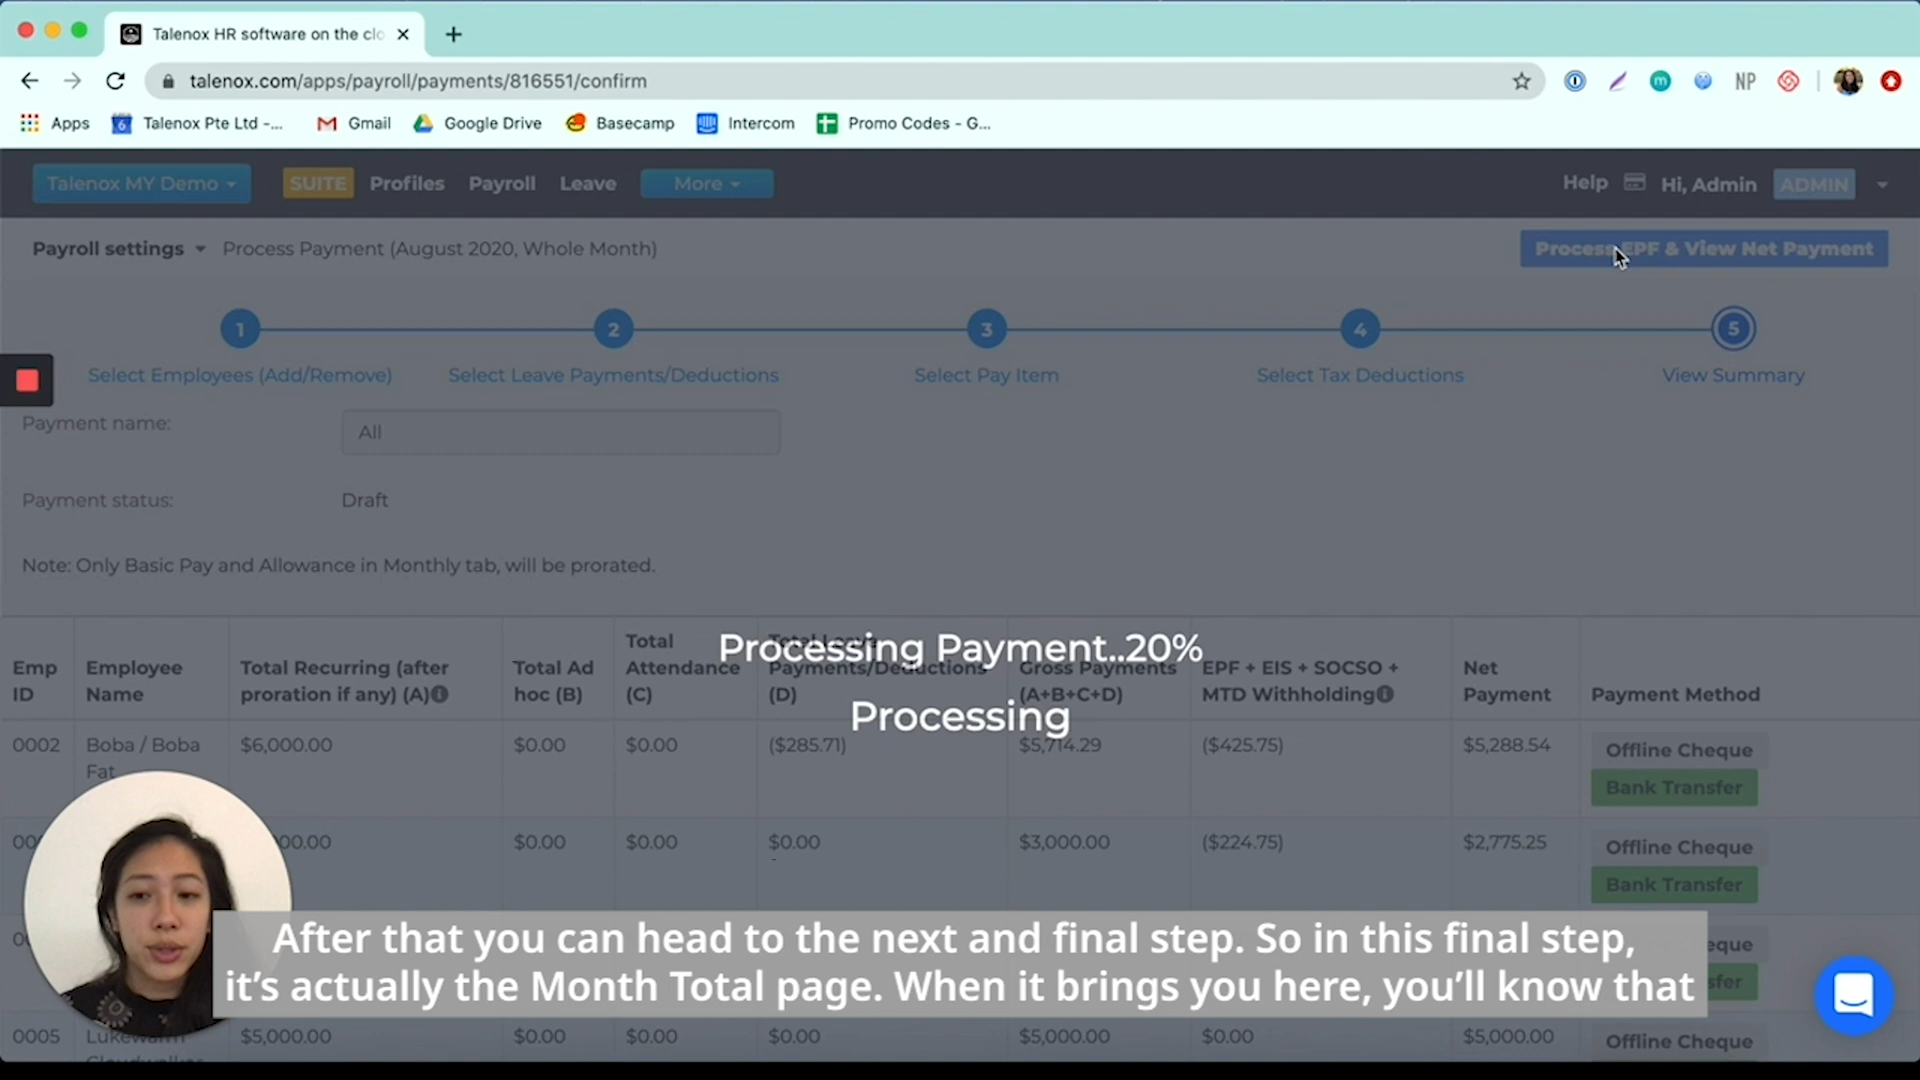 Talenox HR software on the clo
talenox.com/apps/payroll/payments/816551/confirm
NP
Apps
6
Talenox Pte Ltd -...
Gmail
Google Drive
Basecamp
Intercom
Promo Codes - G...
Talenox MY Demo
SUITE
Profiles
Payroll
Leave
More
Help
Hi, Admin
ADMIN
Payroll settings
Process Payment (August 2020, Whole Month)
Process EPF & View Net Payment
1
2
3
4
5
Select Employees (Add/Remove)
Select Leave Payments/Deductions
Select Pay Item
Select Tax Deductions
View Summary
Payment name:
All
Payment status:
Draft
Note: Only Basic Pay and Allowance in Monthly tab, will be prorated.
Processing Payment..20%
Processing
Emp ID
Employee Name
Total Recurring (after proration if any) (A)
Total Ad hoc (B)
Total Attendance (C)
Total Leave Payments/Deductions (D)
Gross Payments (A+B+C+D)
EPF + EIS + SOCSO + MTD Withholding
Net Payment
Payment Method
0002
Boba / Boba Fat
$6,000.00
$0.00
$0.00
($285.71)
$5,714.29
($425.75)
$5,288.54
Offline Cheque
Bank Transfer
$0.00
$0.00
$0.00
$3,000.00
($224.75)
$2,775.25
Offline Cheque
Bank Transfer
0005
Lukewarm Cloudwalker
$5,000.00
$0.00
$0.00
$0.00
$5,000.00
$0.00
$5,000.00
Offline Cheque
After that you can head to the next and final step. So in this final step,
it's actually the Month Total page. When it brings you here, you'll know that